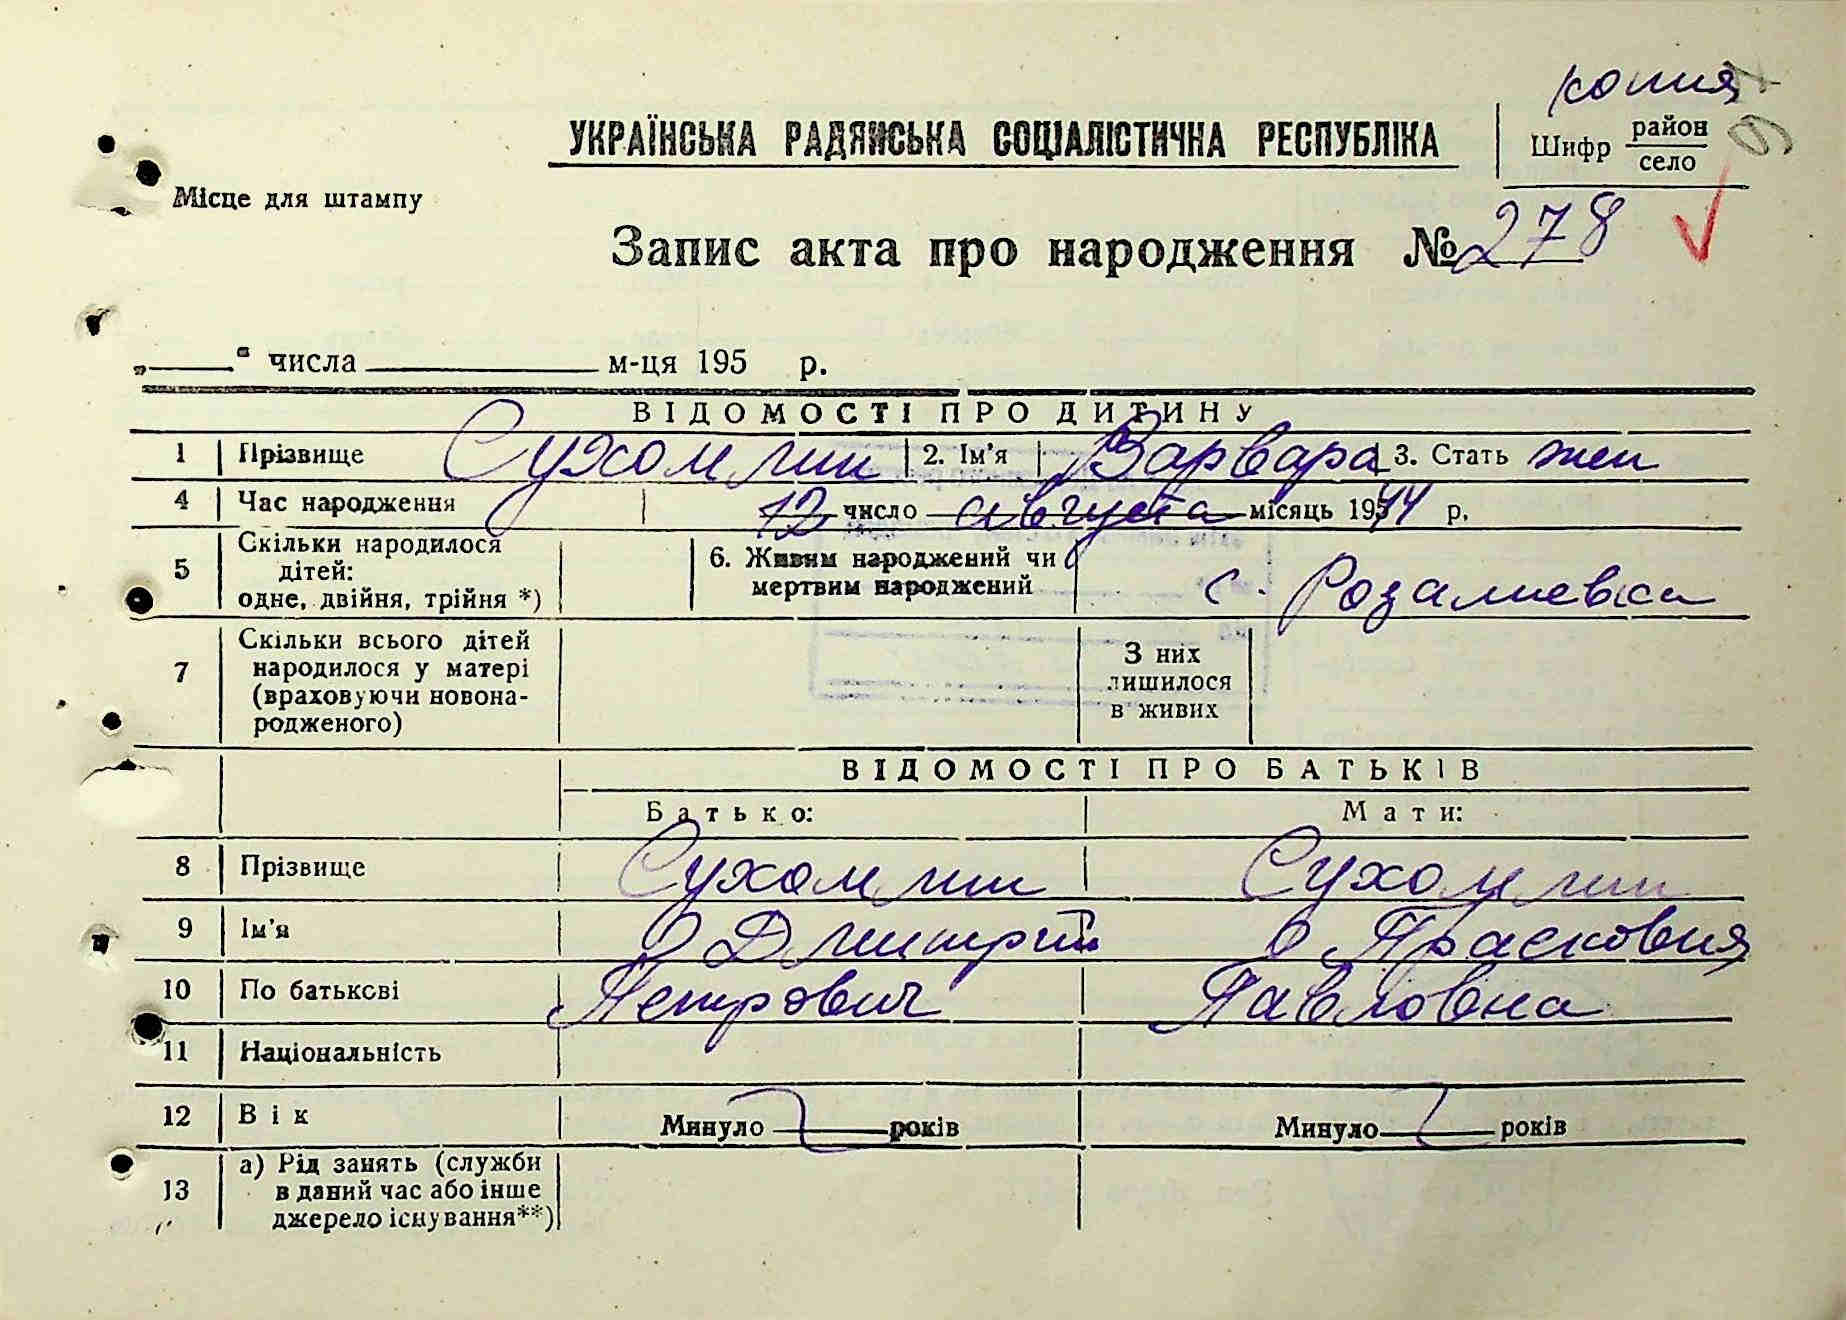 копия
УКРАЇНСЬКА РАДЯНСЬКА СОЦІАЛІСТИЧНА РЕСПУБЛІКА
Шифр район
село
Місце для штампу
Запис акта про народження № 278
„ “ числа м-ця 195 р.
ВІДОМОСТІ ПРО ДИТИНУ
1 Прізвище Сухомлин 2. Ім'я Варвара 3. Стать жен
4 Час народження 12 число августа місяць 1944 р.
5 Скільки народилося дітей: одне, двійня, трійня *) 6. Живим народжений чи мертвим народжений с. Розалиевка
7 Скільки всього дітей народилося у матері (враховуючи новонародженого) З них лишилося в живих
ВІДОМОСТІ ПРО БАТЬКІВ
Батько: Мати:
8 Прізвище Сухомлин Сухомлин
9 Ім'я Дмитрий Прасковия
10 По батькові Петрович Павловна
11 Національність
12 Вік Минуло років Минуло років
13 а) Рід занять (служби в даний час або інше джерело існування**)